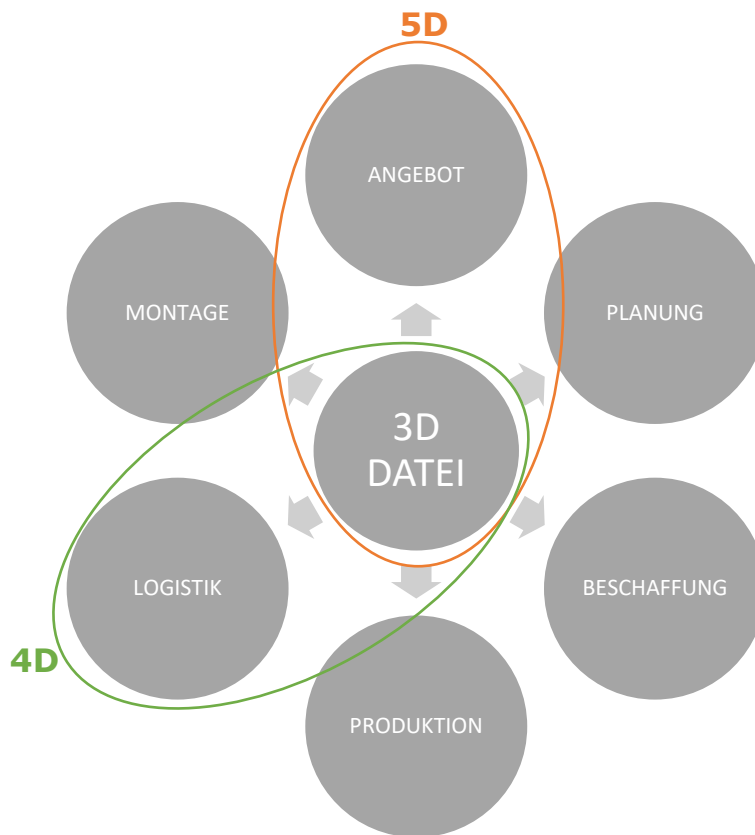 5D
ANGEBOT
MONTAGE
PLANUNG
3D
DATEI
LOGISTIK
BESCHAFFUNG
4D
PRODUKTION